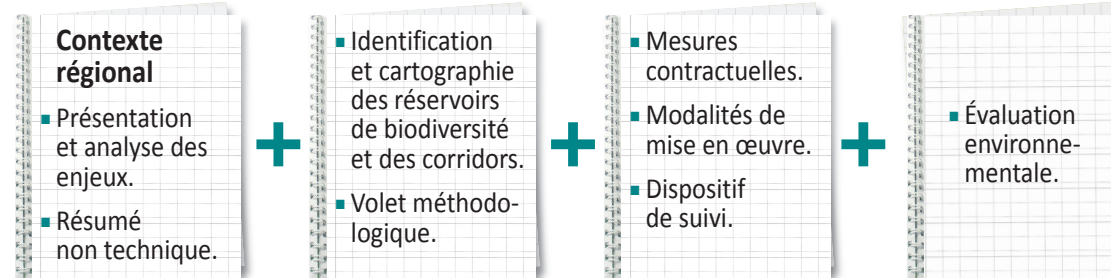 Contexte
régional
▪ Présentation
et analyse des
enjeux.
▪ Résumé
non technique.
+
▪ Identification
et cartographie
des réservoirs
de biodiversité
et des corridors.
▪ Volet méthodo-
logique.
+
▪ Mesures
contractuelles.
▪ Modalités de
mise en œuvre.
▪ Dispositif
de suivi.
+
▪ Évaluation
environne-
mentale.